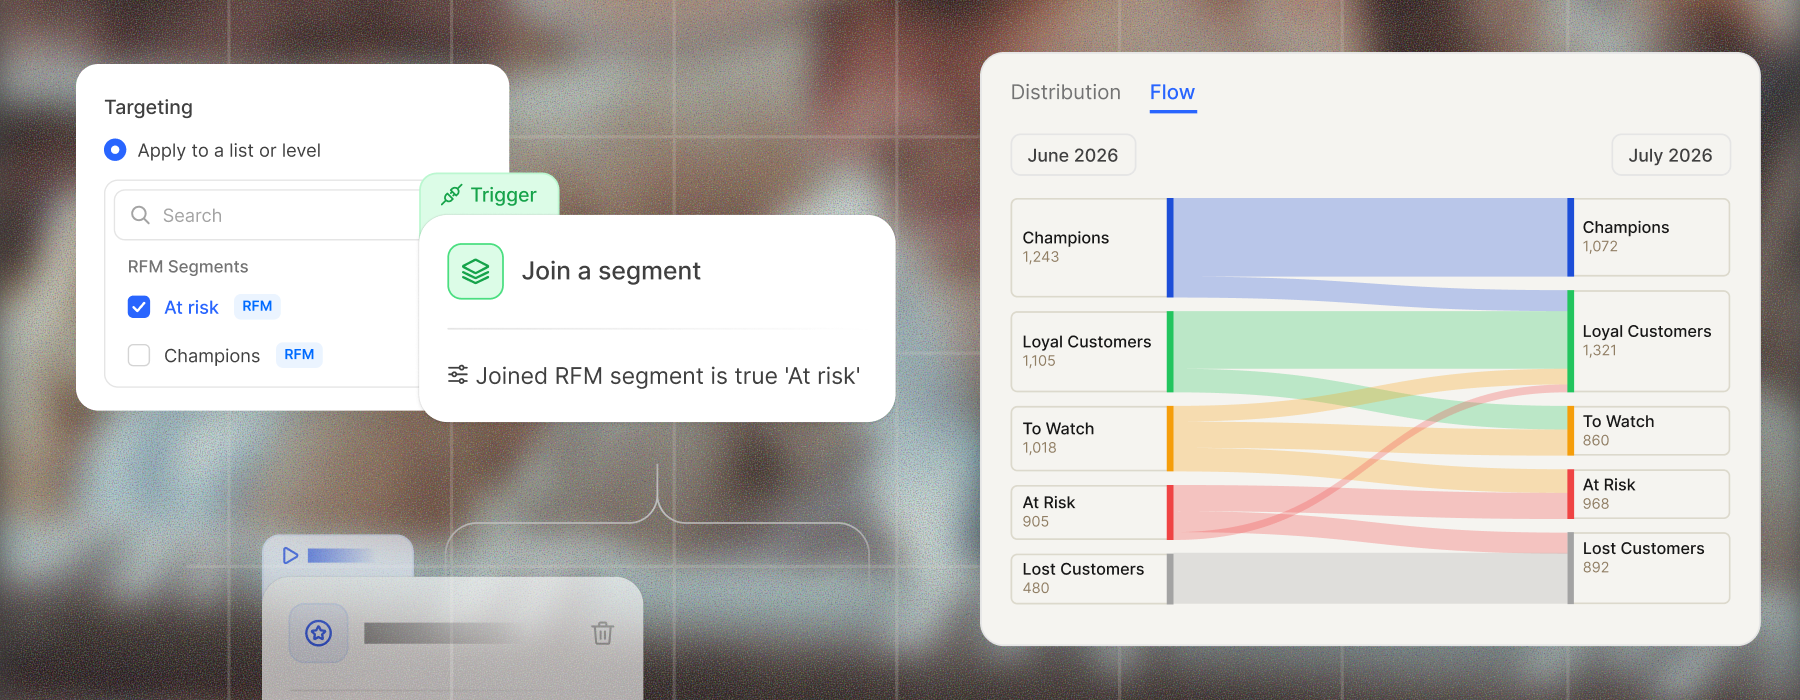 Targeting
Apply to a list or level
Search
RFM Segments
At risk RFM
Champions RFM
Trigger
Join a segment
Joined RFM segment is true 'At risk'
Distribution Flow
June 2026 July 2026
Champions
1,243
Loyal Customers
1,105
To Watch
1,018
At Risk
905
Lost Customers
480
Champions
1,072
Loyal Customers
1,321
To Watch
860
At Risk
968
Lost Customers
892